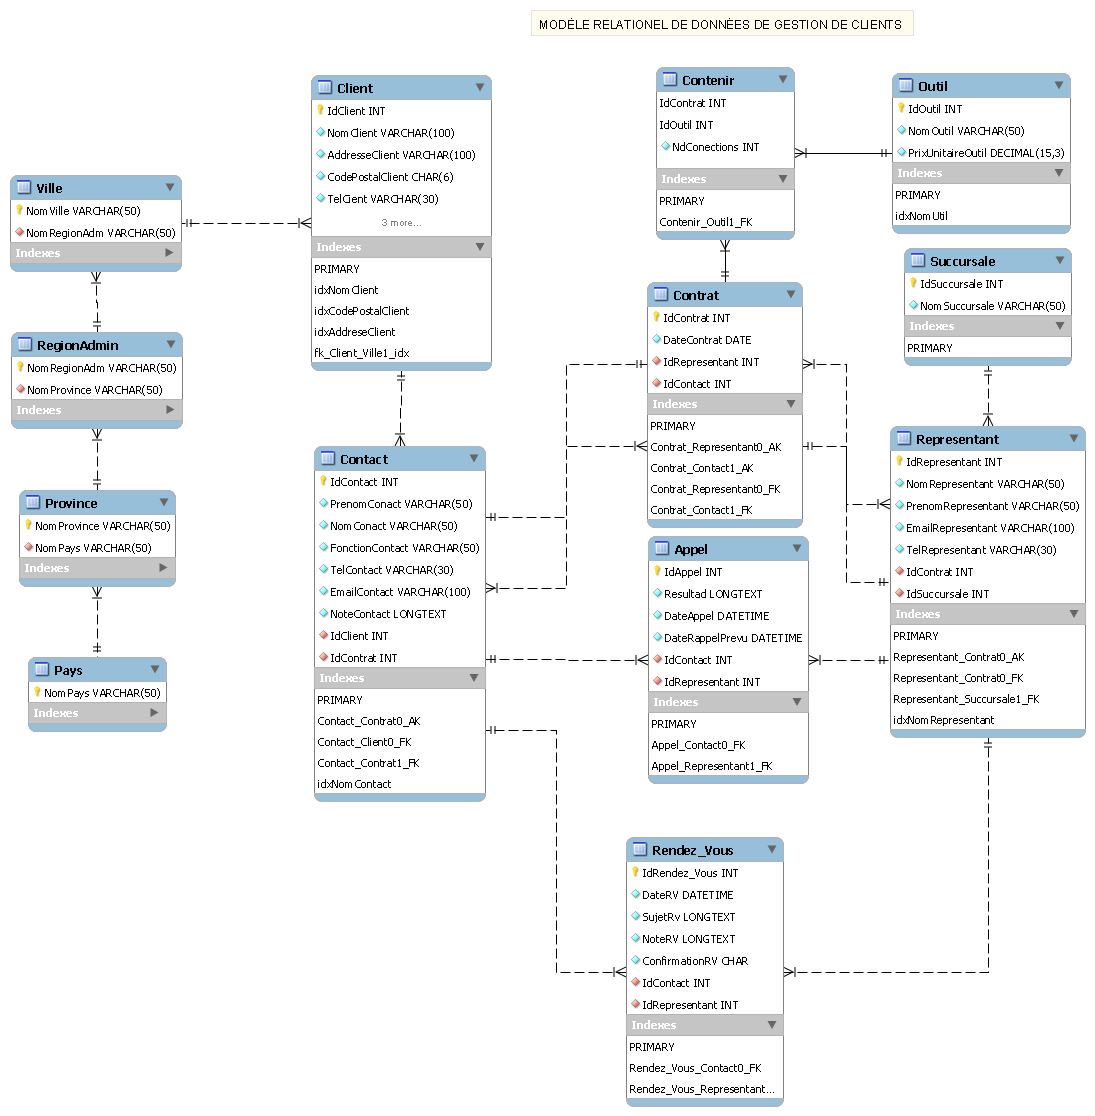 MODÉLE RELATIONEL DE DONNÉES DE GESTION DE CLIENTS
Client
IdClient INT
NomClient VARCHAR(100)
AddresseClient VARCHAR(100)
CodePostalClient CHAR(6)
TelCient VARCHAR(30)
3 more...
Indexes
PRIMARY
idxNomClient
idxCodePostalClient
idxAddreseClient
fk_Client_Ville1_idx
Contenir
IdContrat INT
IdOutil INT
NdConections INT
Indexes
PRIMARY
Contenir_Outil1_FK
Outil
IdOutil INT
NomOutil VARCHAR(50)
PrixUnitaireOutil DECIMAL(15,3)
Indexes
PRIMARY
idxNomUtil
Ville
NomVille VARCHAR(50)
NomRegionAdm VARCHAR(50)
Indexes
RegionAdmin
NomRegionAdm VARCHAR(50)
NomProvince VARCHAR(50)
Indexes
Province
NomProvince VARCHAR(50)
NomPays VARCHAR(50)
Indexes
Pays
NomPays VARCHAR(50)
Indexes
Contrat
IdContrat INT
DateContrat DATE
IdRepresentant INT
IdContact INT
Indexes
PRIMARY
Contrat_Representant0_AK
Contrat_Contact1_AK
Contrat_Representant0_FK
Contrat_Contact1_FK
Succursale
IdSuccursale INT
NomSuccursale VARCHAR(50)
Indexes
PRIMARY
Contact
IdContact INT
PrenomConact VARCHAR(50)
NomConact VARCHAR(50)
FonctionContact VARCHAR(50)
TelContact VARCHAR(30)
EmailContact VARCHAR(100)
NoteContact LONGTEXT
IdClient INT
IdContrat INT
Indexes
PRIMARY
Contact_Contrat0_AK
Contact_Client0_FK
Contact_Contrat1_FK
idxNomContact
Appel
IdAppel INT
Resultad LONGTEXT
DateAppel DATETIME
DateRappelPrevu DATETIME
IdContact INT
IdRepresentant INT
Indexes
PRIMARY
Appel_Contact0_FK
Appel_Representant1_FK
Representant
IdRepresentant INT
NomRepresentant VARCHAR(50)
PrenomRepresentant VARCHAR(50)
EmailRepresentant VARCHAR(100)
TelRepresentant VARCHAR(30)
IdContrat INT
IdSuccursale INT
Indexes
PRIMARY
Representant_Contrat0_AK
Representant_Contrat0_FK
Representant_Succursale1_FK
idxNomRepresentant
Rendez_Vous
IdRendez_Vous INT
DateRV DATETIME
SujetRv LONGTEXT
NoteRV LONGTEXT
ConfirmationRV CHAR
IdContact INT
IdRepresentant INT
Indexes
PRIMARY
Rendez_Vous_Contact0_FK
Rendez_Vous_Representant...